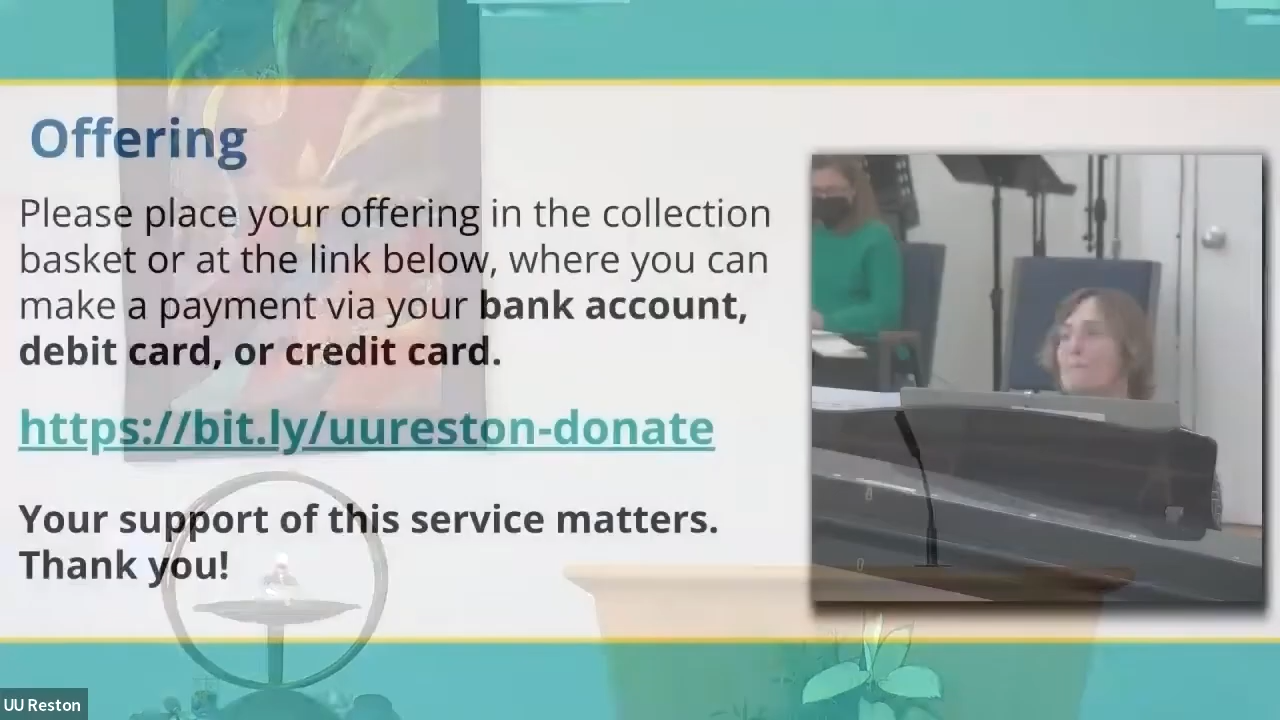 Offering
Please place your offering in the collection
basket or at the link below, where you can
make a payment via your bank account,
debit card, or credit card.
https://bit.ly/uureston-donate
Your support of this service matters.
Thank you!
UU Reston